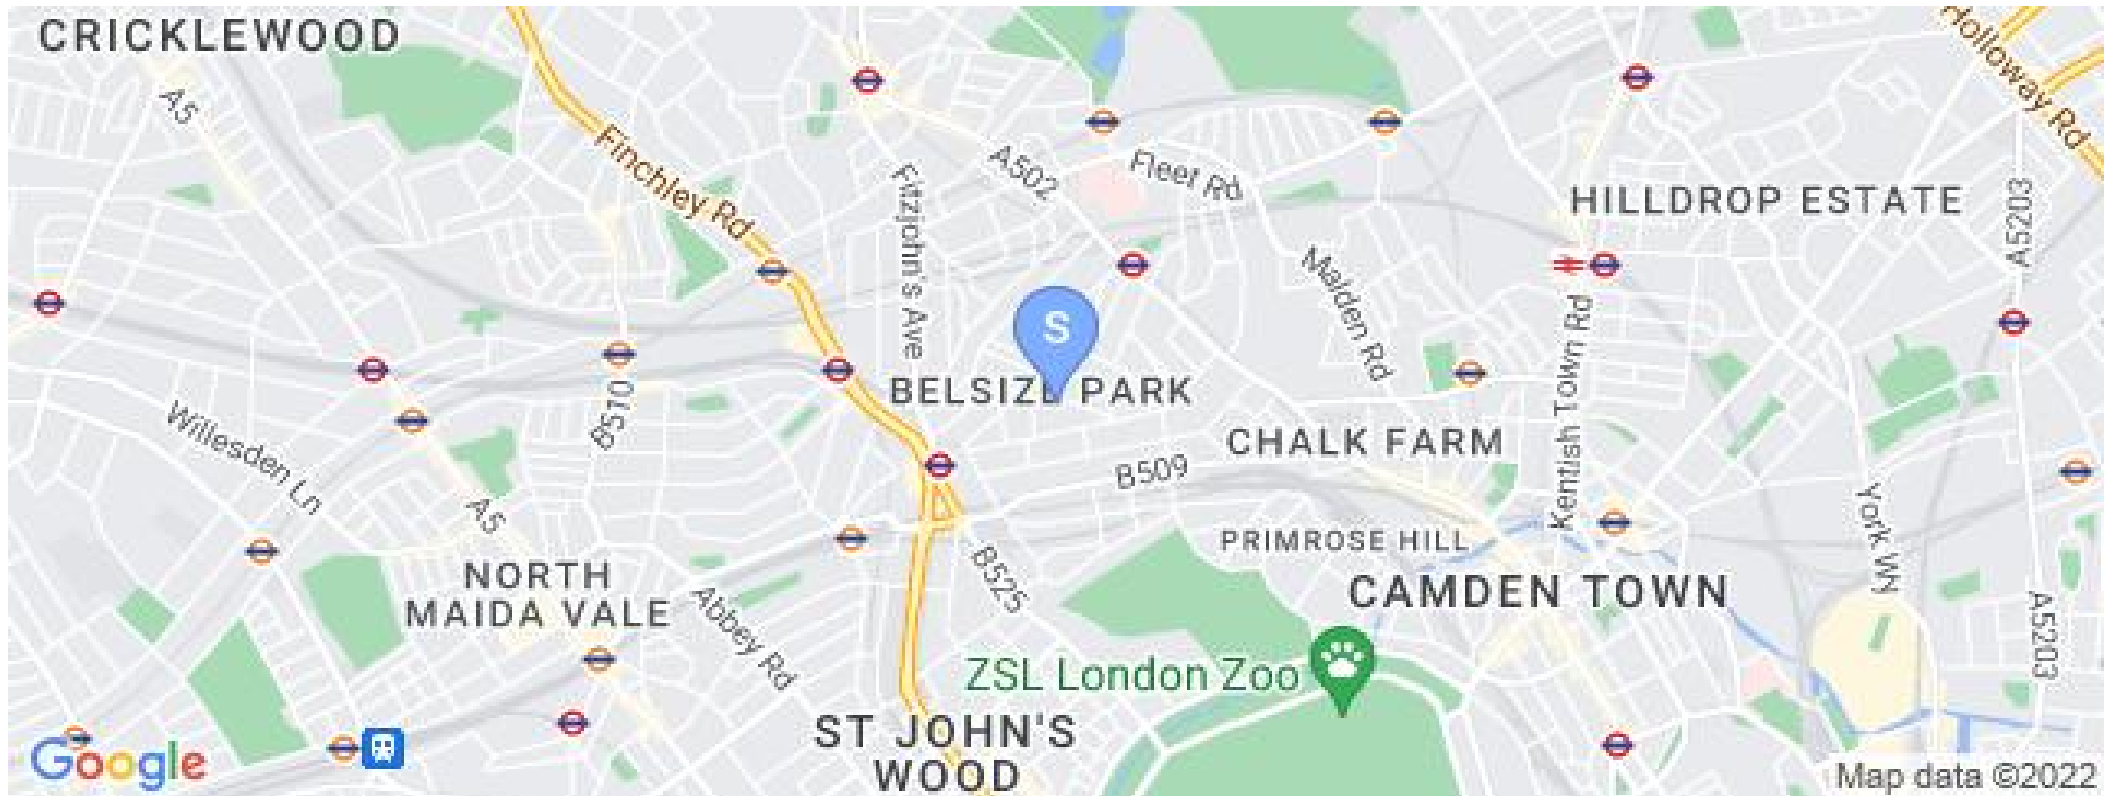 CRICKLEWOOD
A5
Finchley Rd
Fitzjohn's Ave
A502
Fleet Rd
Holloway Rd
HILLDROP ESTATE
A5203
Malden Rd
S
BELSIZE PARK
Kentish Town Rd
B510
Willesden Ln
CHALK FARM
B509
A5
York Wy
PRIMROSE HILL
NORTH
MAIDA VALE
B525
CAMDEN TOWN
Abbey Rd
A5203
ZSL London Zoo
ST JOHN'S
WOOD
Google
Map data ©2022